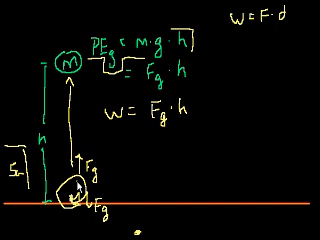 W = F · d
PEg = m · g · h
= Fg · h
M
W = Fg · h
h
Fg
Fg